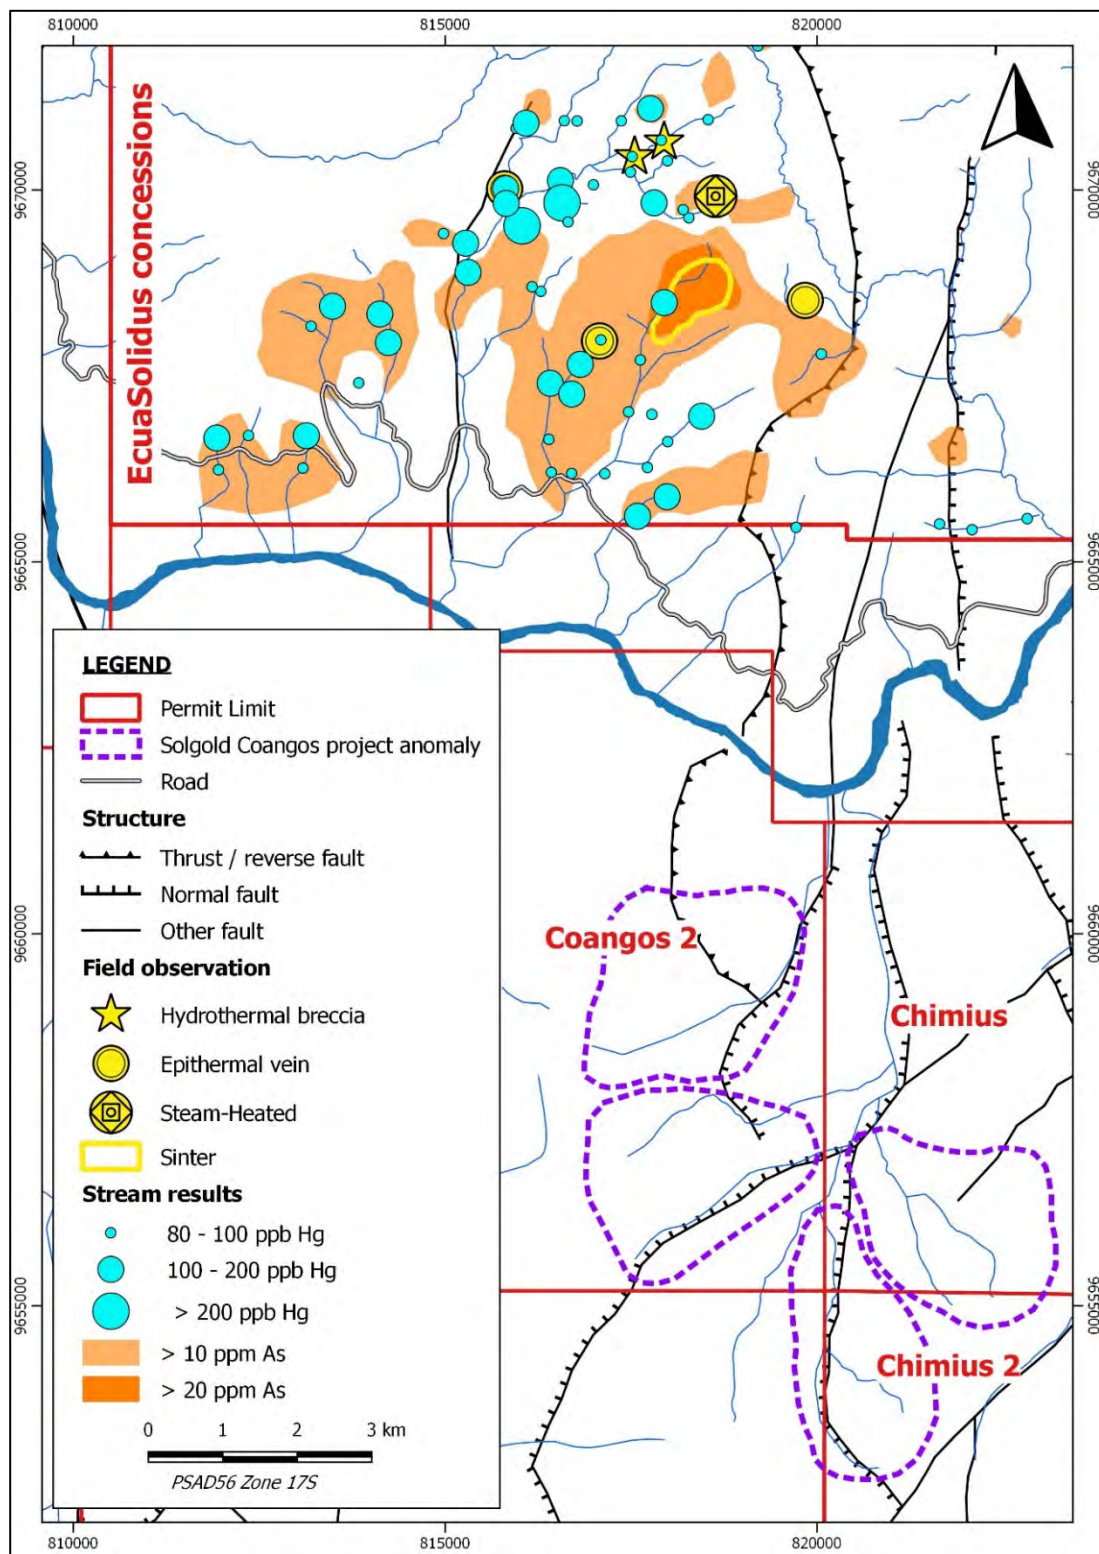 810000
815000
820000
EcuaSolidus concessions
9670000
9670000
9665000
9665000
LEGEND
Permit Limit
Solgold Coangos project anomaly
Road
Structure
Thrust / reverse fault
Normal fault
Other fault
Field observation
Hydrothermal breccia
Epithermal vein
Steam-Heated
Sinter
Stream results
80 - 100 ppb Hg
100 - 200 ppb Hg
> 200 ppb Hg
> 10 ppm As
> 20 ppm As
0 1 2 3 km
PSAD56 Zone 17S
Coangos 2
9660000
Chimius
9655000
9655000
Chimius 2
810000
815000
820000